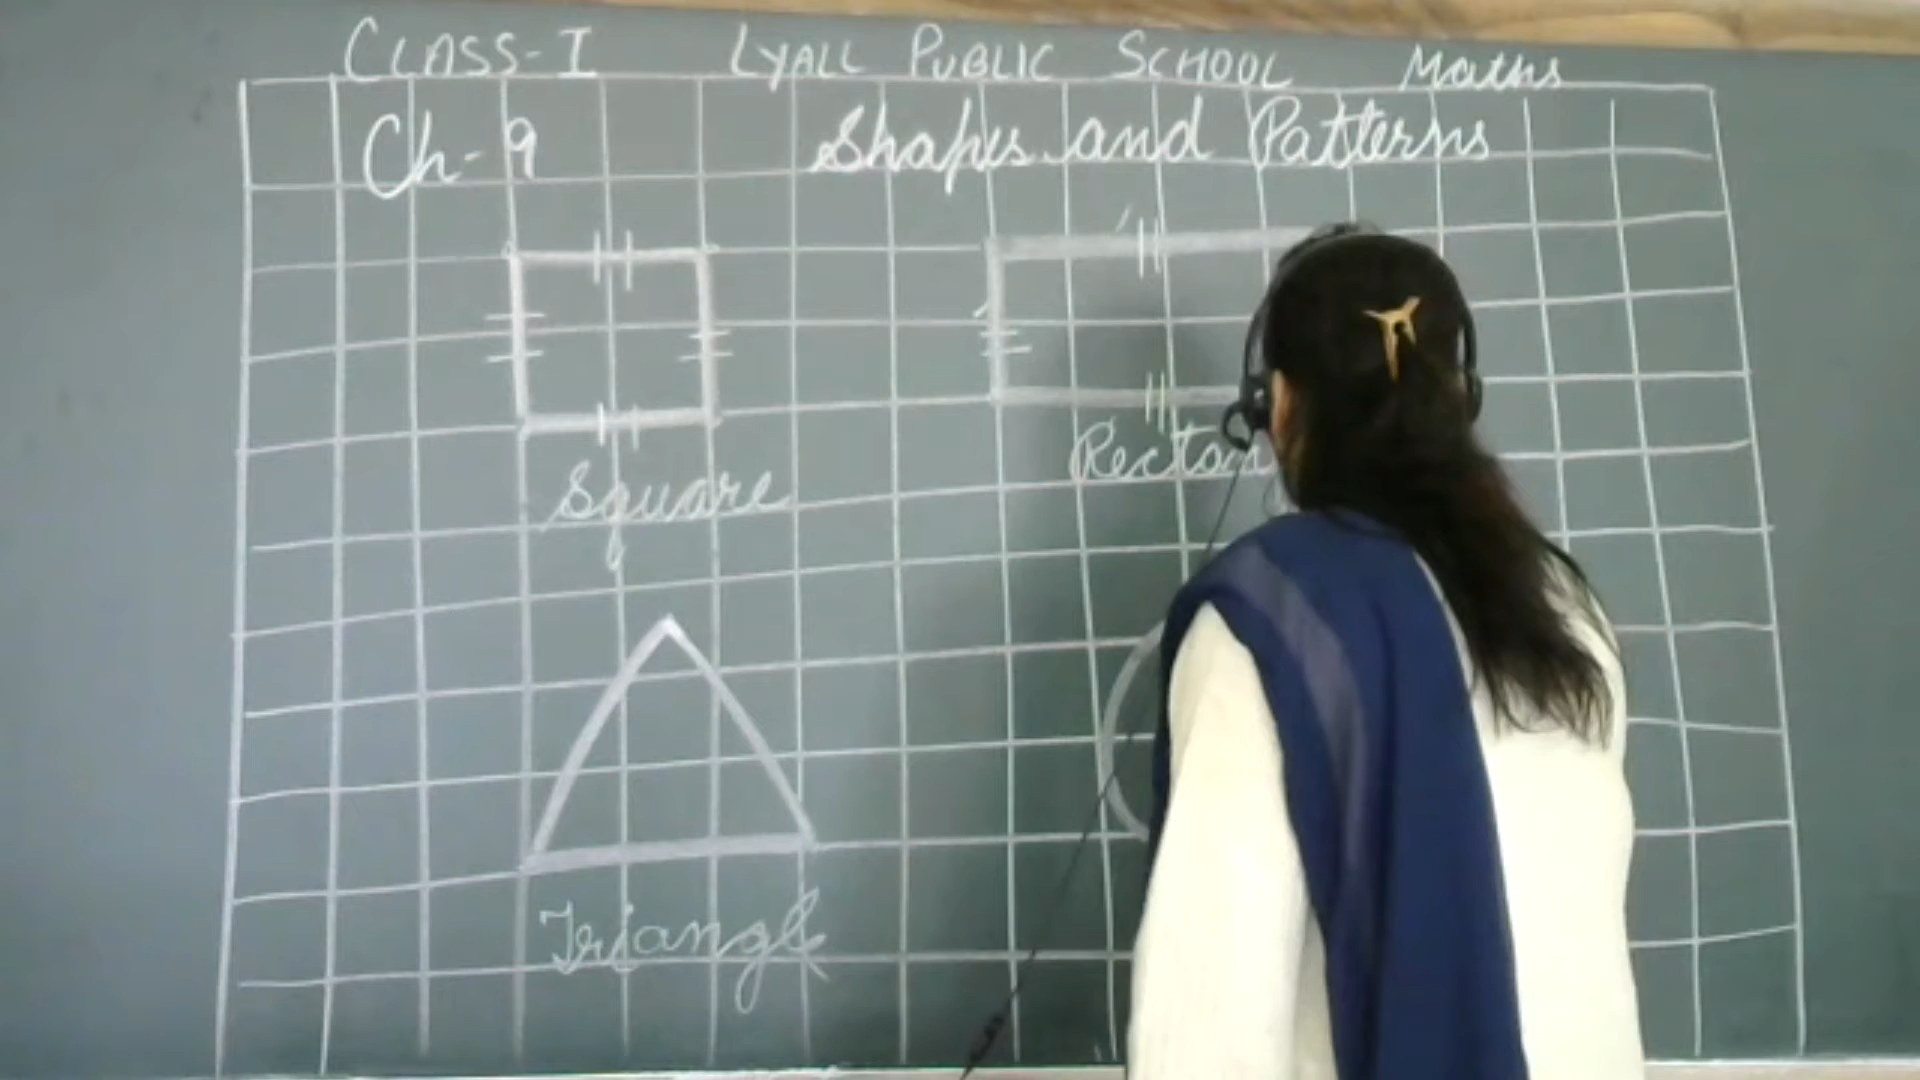 CLASS-I LYALL PUBLIC SCHOOL Maths
Ch-9 Shapes and Patterns
Square
Rectan
Triangle